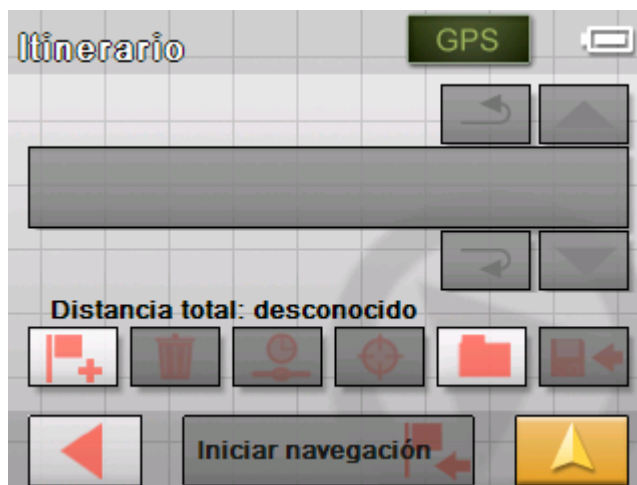 Itinerario
GPS
Distancia total: desconocido
Iniciar navegación